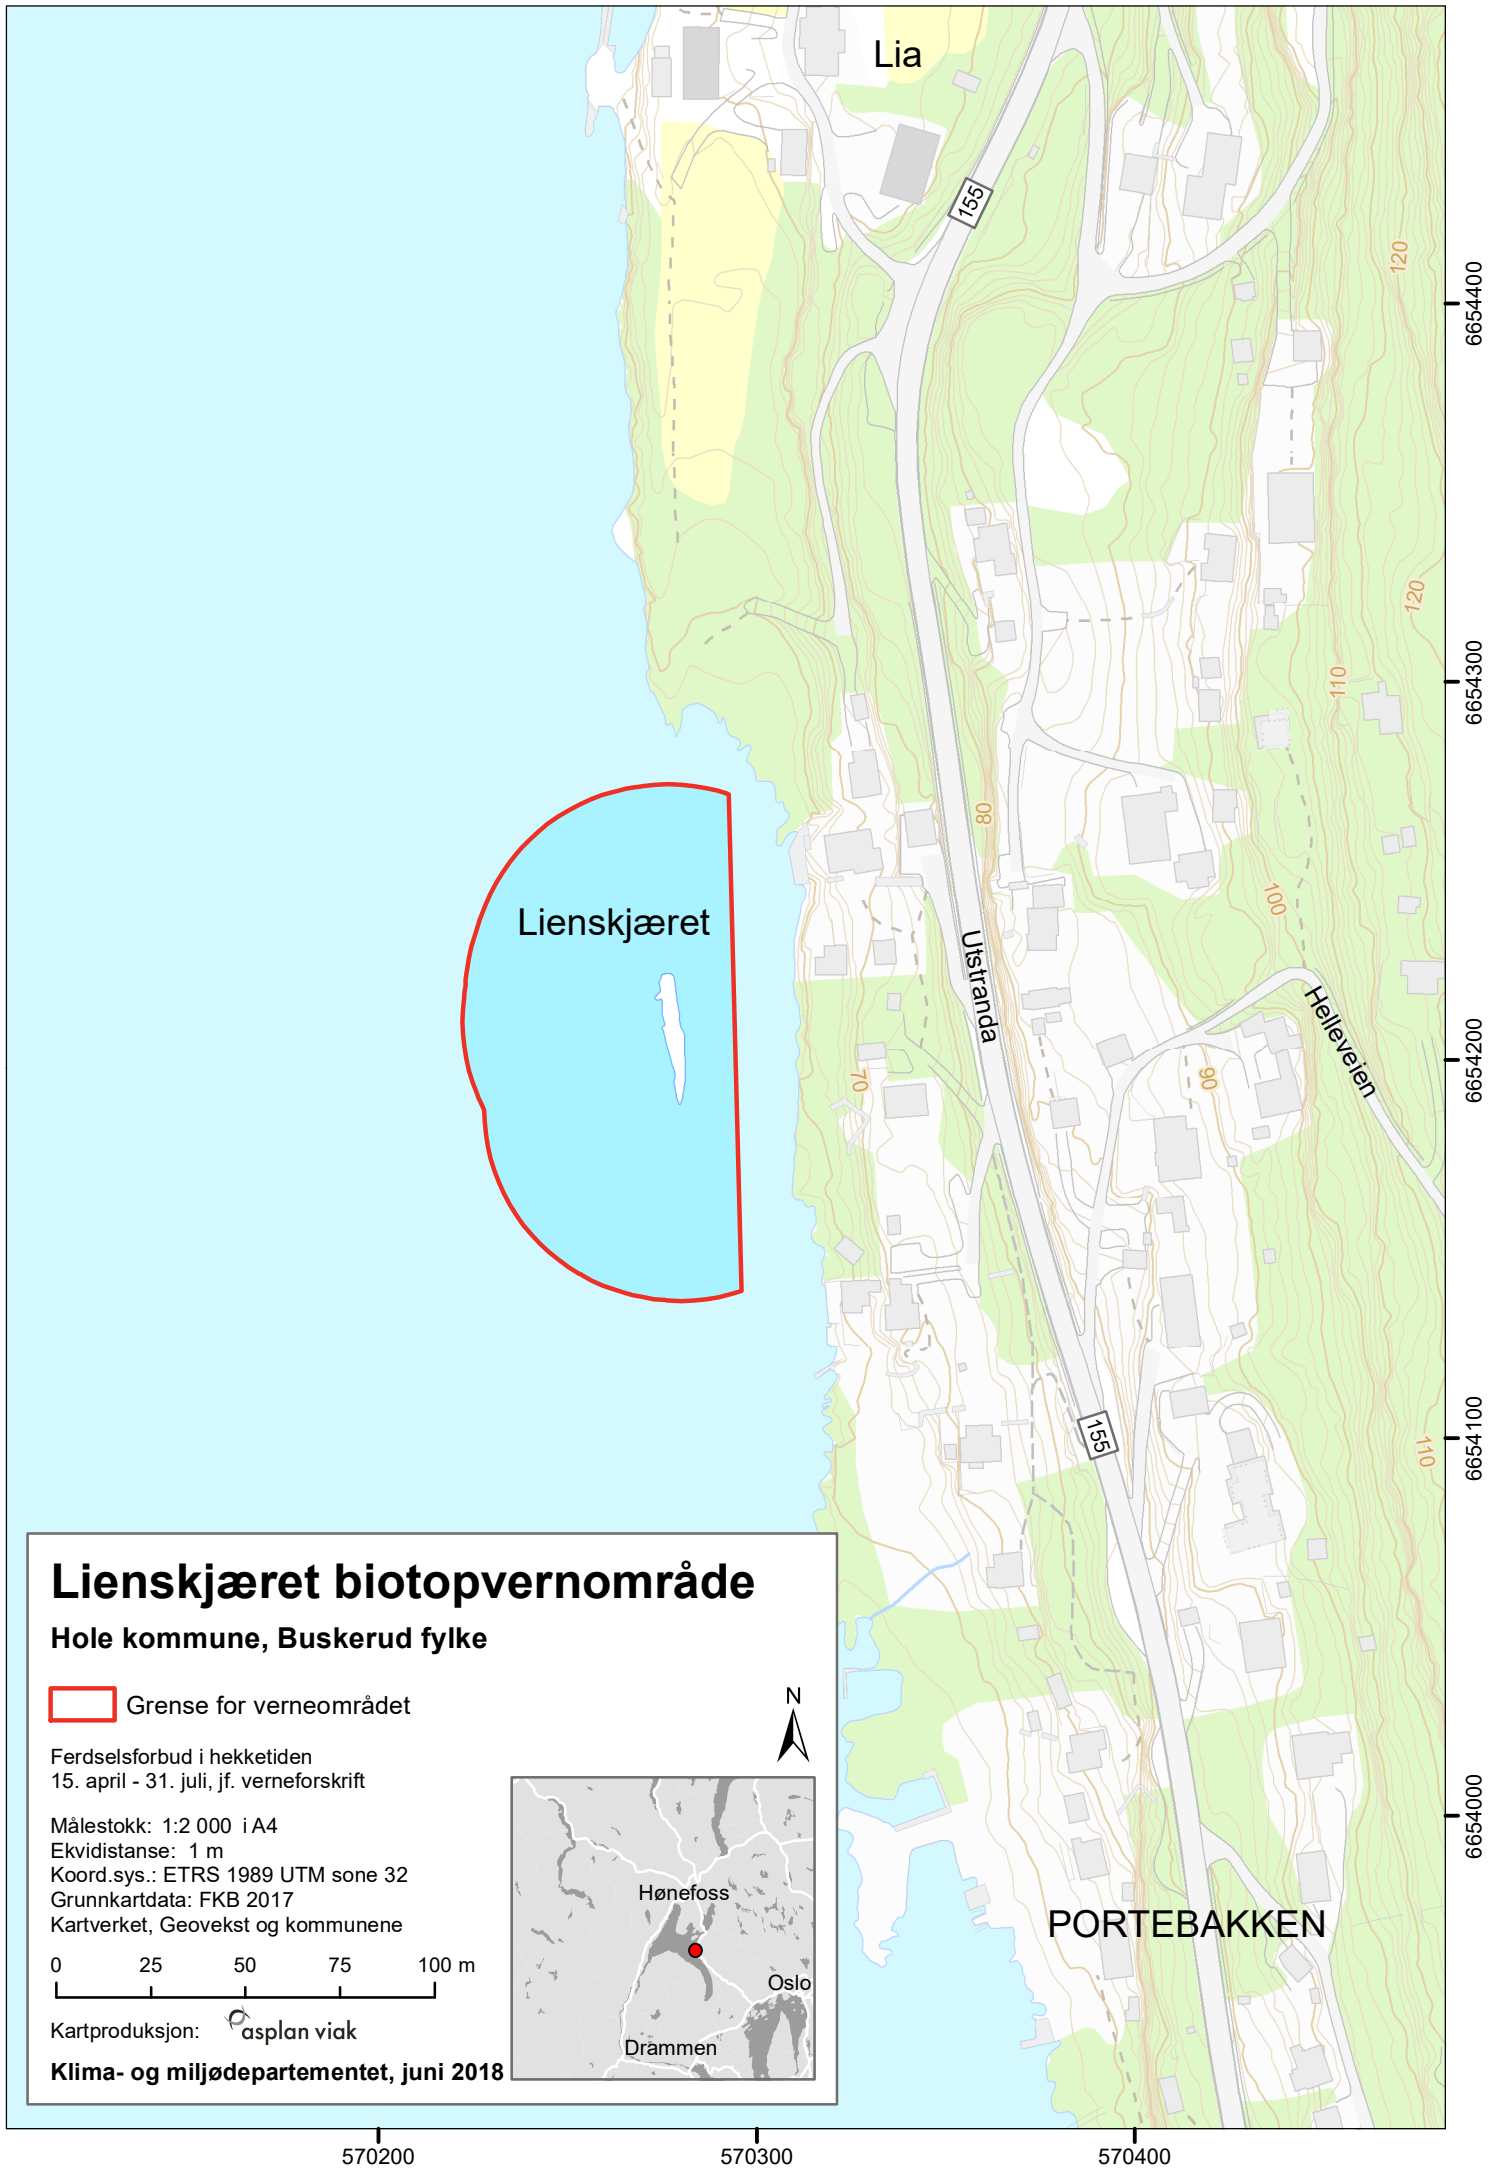 Lia
155
120
6654400
120
110
6654300
80
Lienskjæret
100
Utstranda
Helleveien
70
90
6654200
155
110
6654100
Lienskjæret biotopvernområde
Hole kommune, Buskerud fylke
Grense for verneområdet
N
Ferdselsforbud i hekketiden
15. april - 31. juli, jf. verneforskrift
Målestokk: 1:2 000 i A4
Ekvidistanse: 1 m
Koord.sys.: ETRS 1989 UTM sone 32
Grunnkartdata: FKB 2017
Kartverket, Geovekst og kommunene
0 25 50 75 100 m
Kartproduksjon: asplan viak
Klima- og miljødepartementet, juni 2018
Hønefoss
Oslo
Drammen
6654000
PORTEBAKKEN
570200 570300 570400